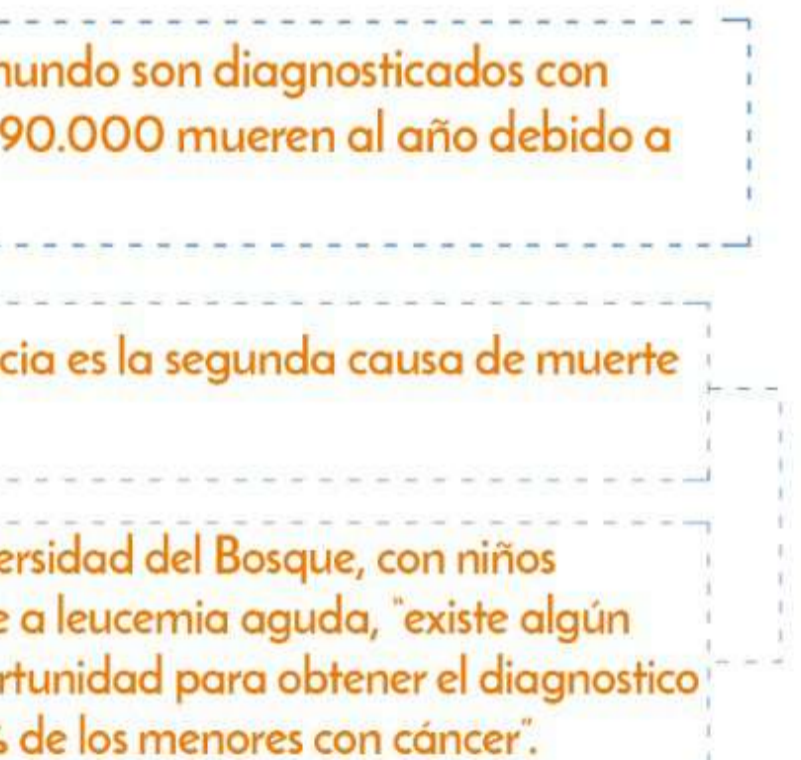 mundo son diagnosticados con
90.000 mueren al año debido a
cia es la segunda causa de muerte
ersidad del Bosque, con niños
e a leucemia aguda, "existe algún
rtunidad para obtener el diagnostico
% de los menores con cáncer".